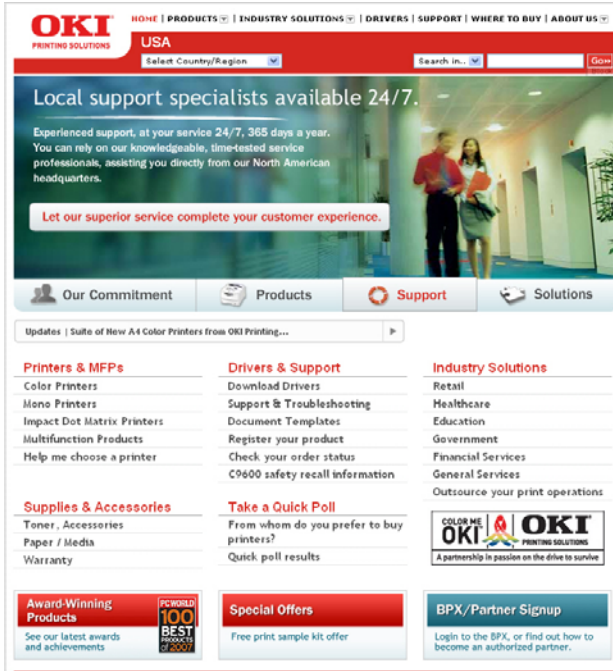 OKI
PRINTING SOLUTIONS
HOME | PRODUCTS | INDUSTRY SOLUTIONS | DRIVERS | SUPPORT | WHERE TO BUY | ABOUT US
USA
Select Country/Region
Search in..
Go
Local support specialists available 24/7.
Experienced support, at your service 24/7, 365 days a year.
You can rely on our knowledgeable, time-tested service
professionals, assisting you directly from our North American
headquarters.
Let our superior service complete your customer experience.
Our Commitment
Products
Support
Solutions
Updates | Suite of New A4 Color Printers from OKI Printing...
Printers & MFPs
Color Printers
Mono Printers
Impact Dot Matrix Printers
Multifunction Products
Help me choose a printer
Drivers & Support
Download Drivers
Support & Troubleshooting
Document Templates
Register your product
Check your order status
C9600 safety recall information
Industry Solutions
Retail
Healthcare
Education
Government
Financial Services
General Services
Outsource your print operations
Supplies & Accessories
Toner, Accessories
Paper / Media
Warranty
Take a Quick Poll
From whom do you prefer to buy
printers?
Quick poll results
COLOR ME
OKI
OKI
PRINTING SOLUTIONS
A partnership in passion on the drive to survive
Award-Winning
Products
See our latest awards
and achievements
PC WORLD
100
BEST
PRODUCTS
of 2007
Special Offers
Free print sample kit offer
BPX/Partner Signup
Login to the BPX, or find out how to
become an authorized partner.